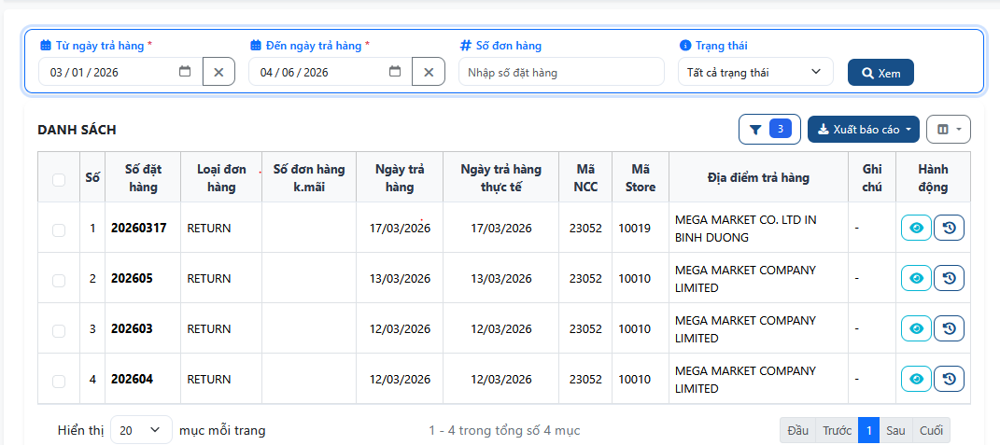 Từ ngày trả hàng *
Đến ngày trả hàng *
Số đơn hàng
Trạng thái
03 / 01 / 2026
04 / 06 / 2026
Nhập số đặt hàng
Tất cả trạng thái
Xem
DANH SÁCH
3
Xuất báo cáo
Số
Số đặt
hàng
Loại đơn
hàng
Số đơn hàng
k.mãi
Ngày trả
hàng
Ngày trả hàng
thực tế
Mã
NCC
Mã
Store
Địa điểm trả hàng
Ghi
chú
Hành
động
1 20260317 RETURN 17/03/2026 17/03/2026 23052 10019 MEGA MARKET CO. LTD IN
BINH DUONG
-
2 202605 RETURN 13/03/2026 13/03/2026 23052 10010 MEGA MARKET COMPANY
LIMITED
-
3 202603 RETURN 12/03/2026 12/03/2026 23052 10010 MEGA MARKET COMPANY
LIMITED
-
4 202604 RETURN 12/03/2026 12/03/2026 23052 10010 MEGA MARKET COMPANY
LIMITED
-
Hiển thị 20 mục mỗi trang
1 - 4 trong tổng số 4 mục
Đầu Trước 1 Sau Cuối